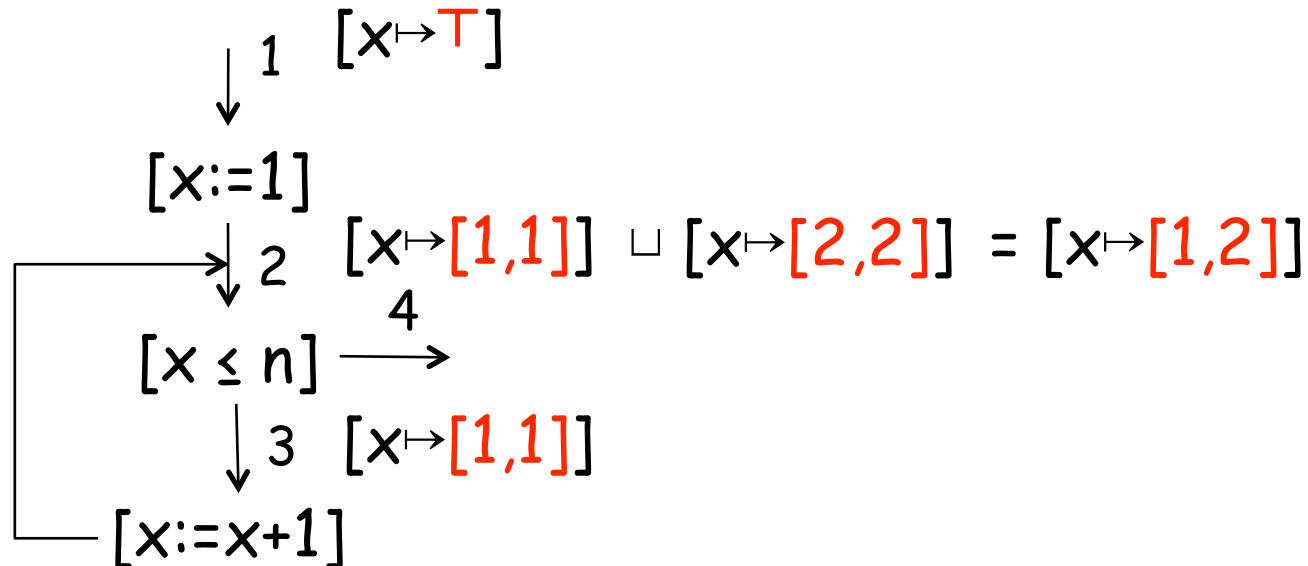 1 [x↦⊤]
[x:=1]
2 [x↦[1,1]] ⊔ [x↦[2,2]] = [x↦[1,2]]
4
[x ≤ n]
3 [x↦[1,1]]
[x:=x+1]